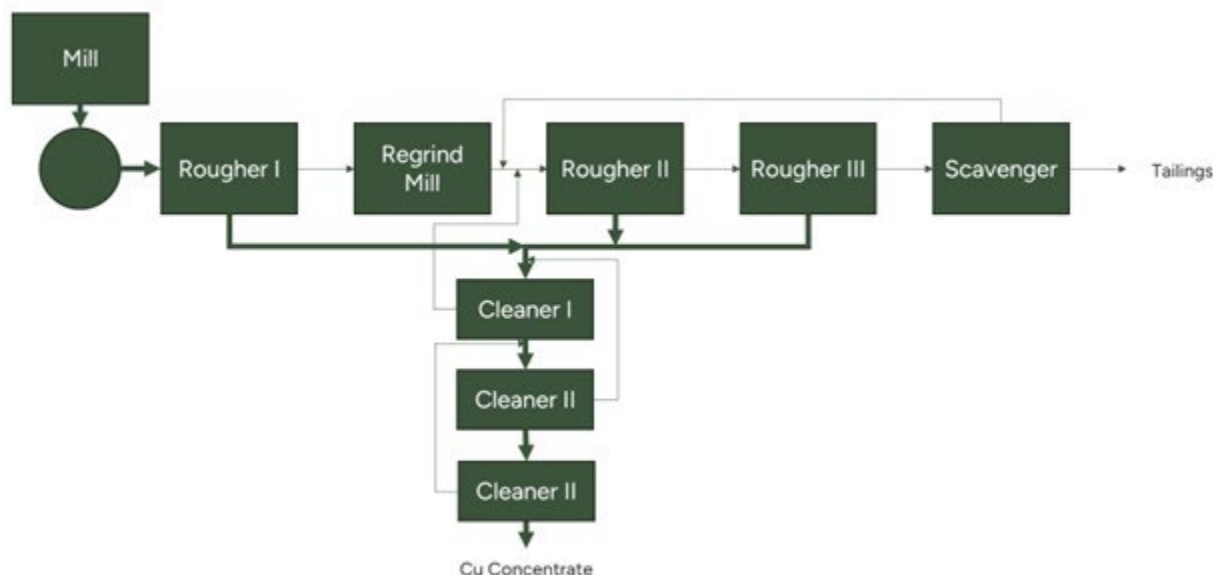 Mill
Rougher I
Regrind
Mill
Rougher II
Rougher III
Scavenger
Tailings
Cleaner I
Cleaner II
Cleaner II
Cu Concentrate